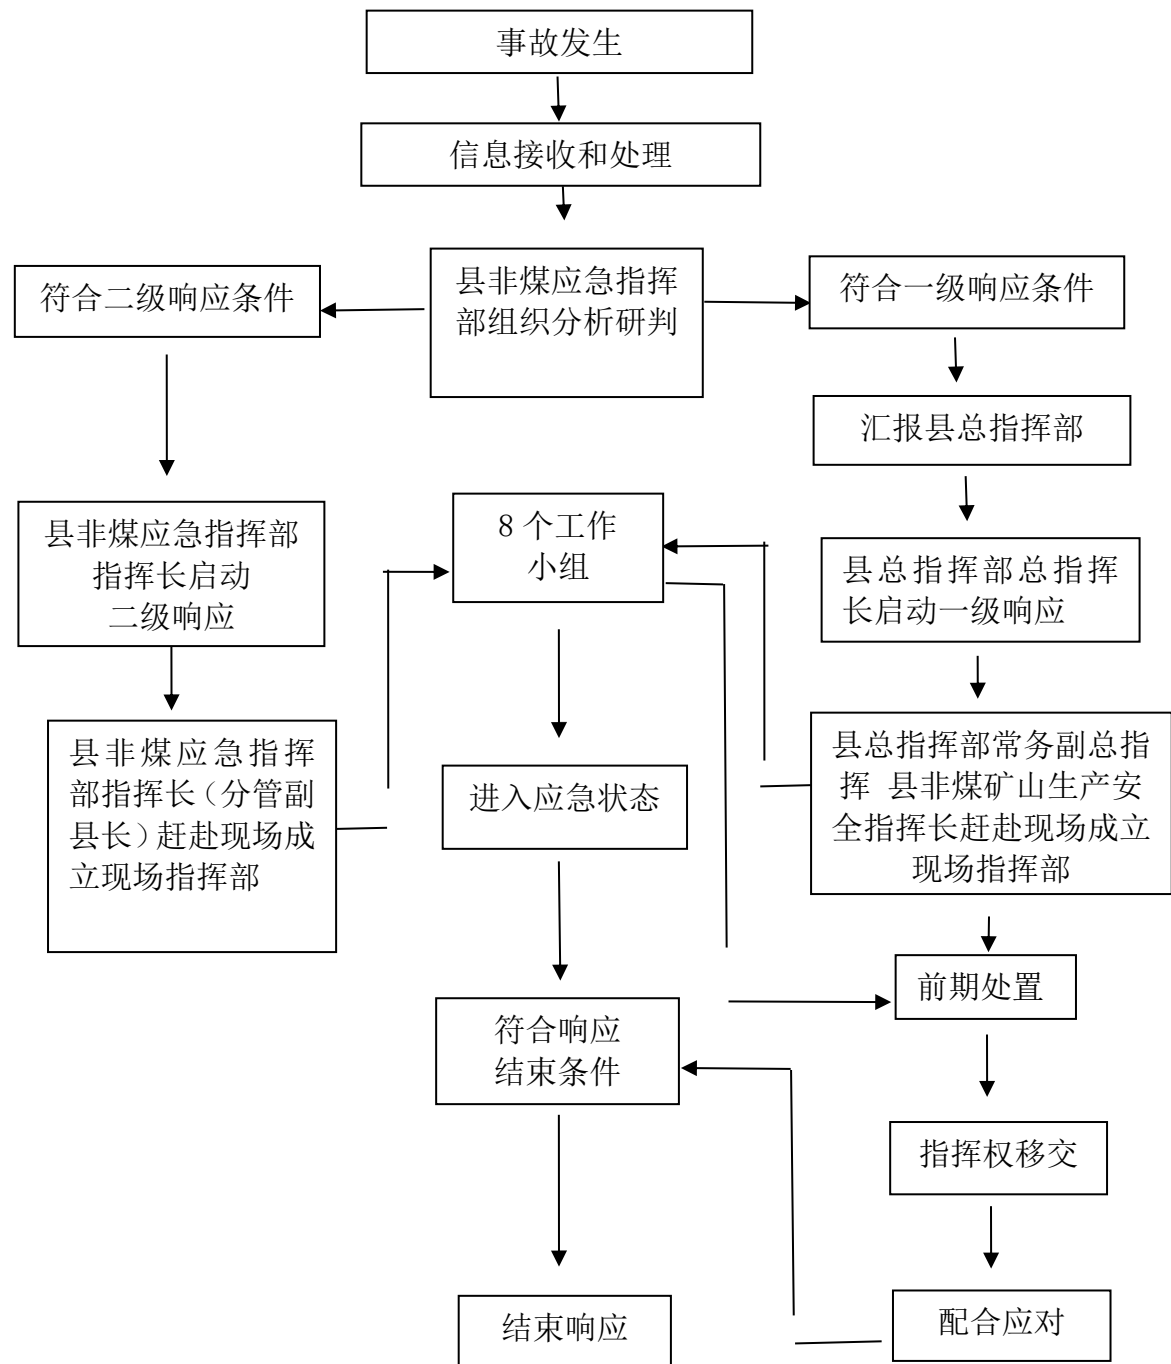 事故发生
信息接收和处理
符合二级响应条件
县非煤应急指挥
部组织分析研判
符合一级响应条件
汇报县总指挥部
县非煤应急指挥部
指挥长启动
二级响应
8 个工作
小组
县总指挥部总指挥
长启动一级响应
县非煤应急指挥
部指挥长（分管副
县长）赶赴现场成
立现场指挥部
进入应急状态
县总指挥部常务副总指
挥 县非煤矿山生产安
全指挥长赶赴现场成立
现场指挥部
前期处置
符合响应
结束条件
指挥权移交
结束响应
配合应对